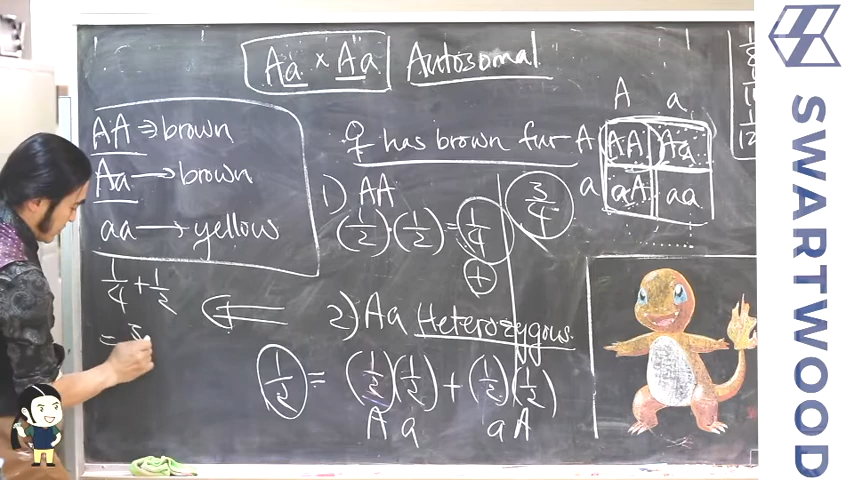 Aa × Aa Autosomal
AA ⇒ brown
Aa → brown
aa → yellow
♀ has brown fur
A a
A AA Aa
a aA aa
1) AA
(1/2)·(1/2) = 1/4
3/4
+
2) Aa Heterozygous
1/2 = (1/2)(1/2) + (1/2)(1/2)
A a a A
1/4 + 1/2
= 3
SWARTWOOD